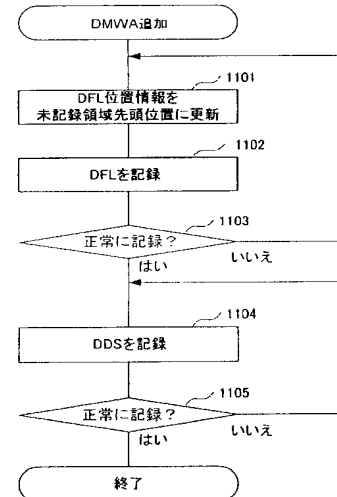 DMWA追加
1101
DFL位置情報を
未記録領域先頭位置に更新
1102
DFLを記録
1103
正常に記録？
はい
いいえ
1104
DDSを記録
1105
正常に記録？
はい
いいえ
終了